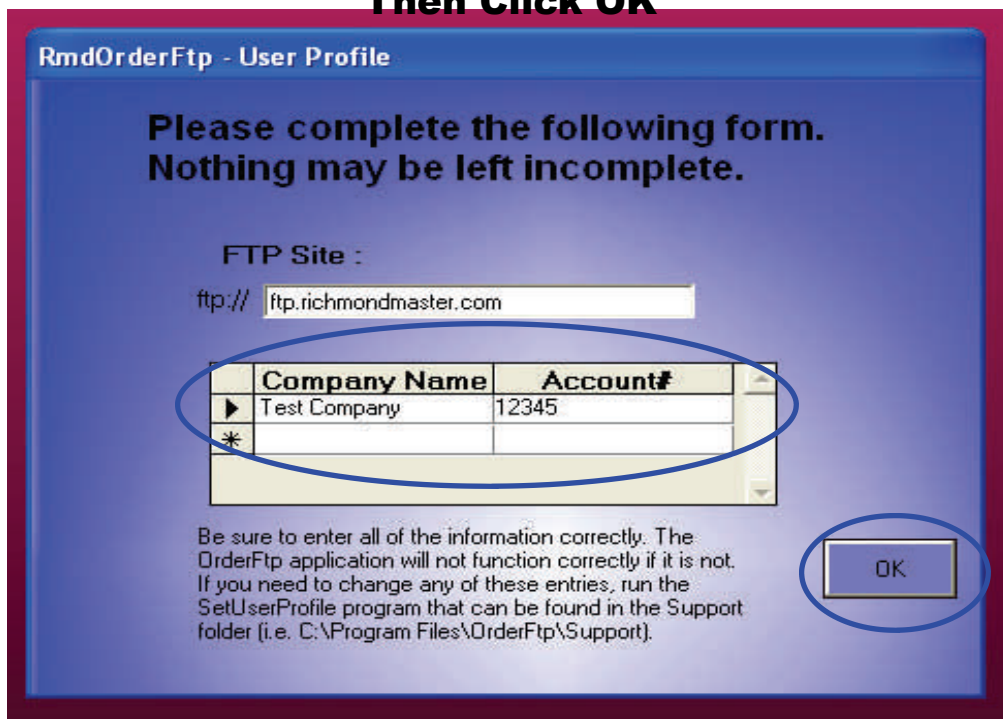 Then Click OK
RmdOrderFtp - User Profile
Please complete the following form.
Nothing may be left incomplete.
FTP Site :
ftp:// ftp.richmondmaster.com
Company Name Account#
Test Company 12345
Be sure to enter all of the information correctly. The
OrderFtp application will not function correctly if it is not.
If you need to change any of these entries, run the
SetUserProfile program that can be found in the Support
folder (i.e. C:\Program Files\OrderFtp\Support).
OK